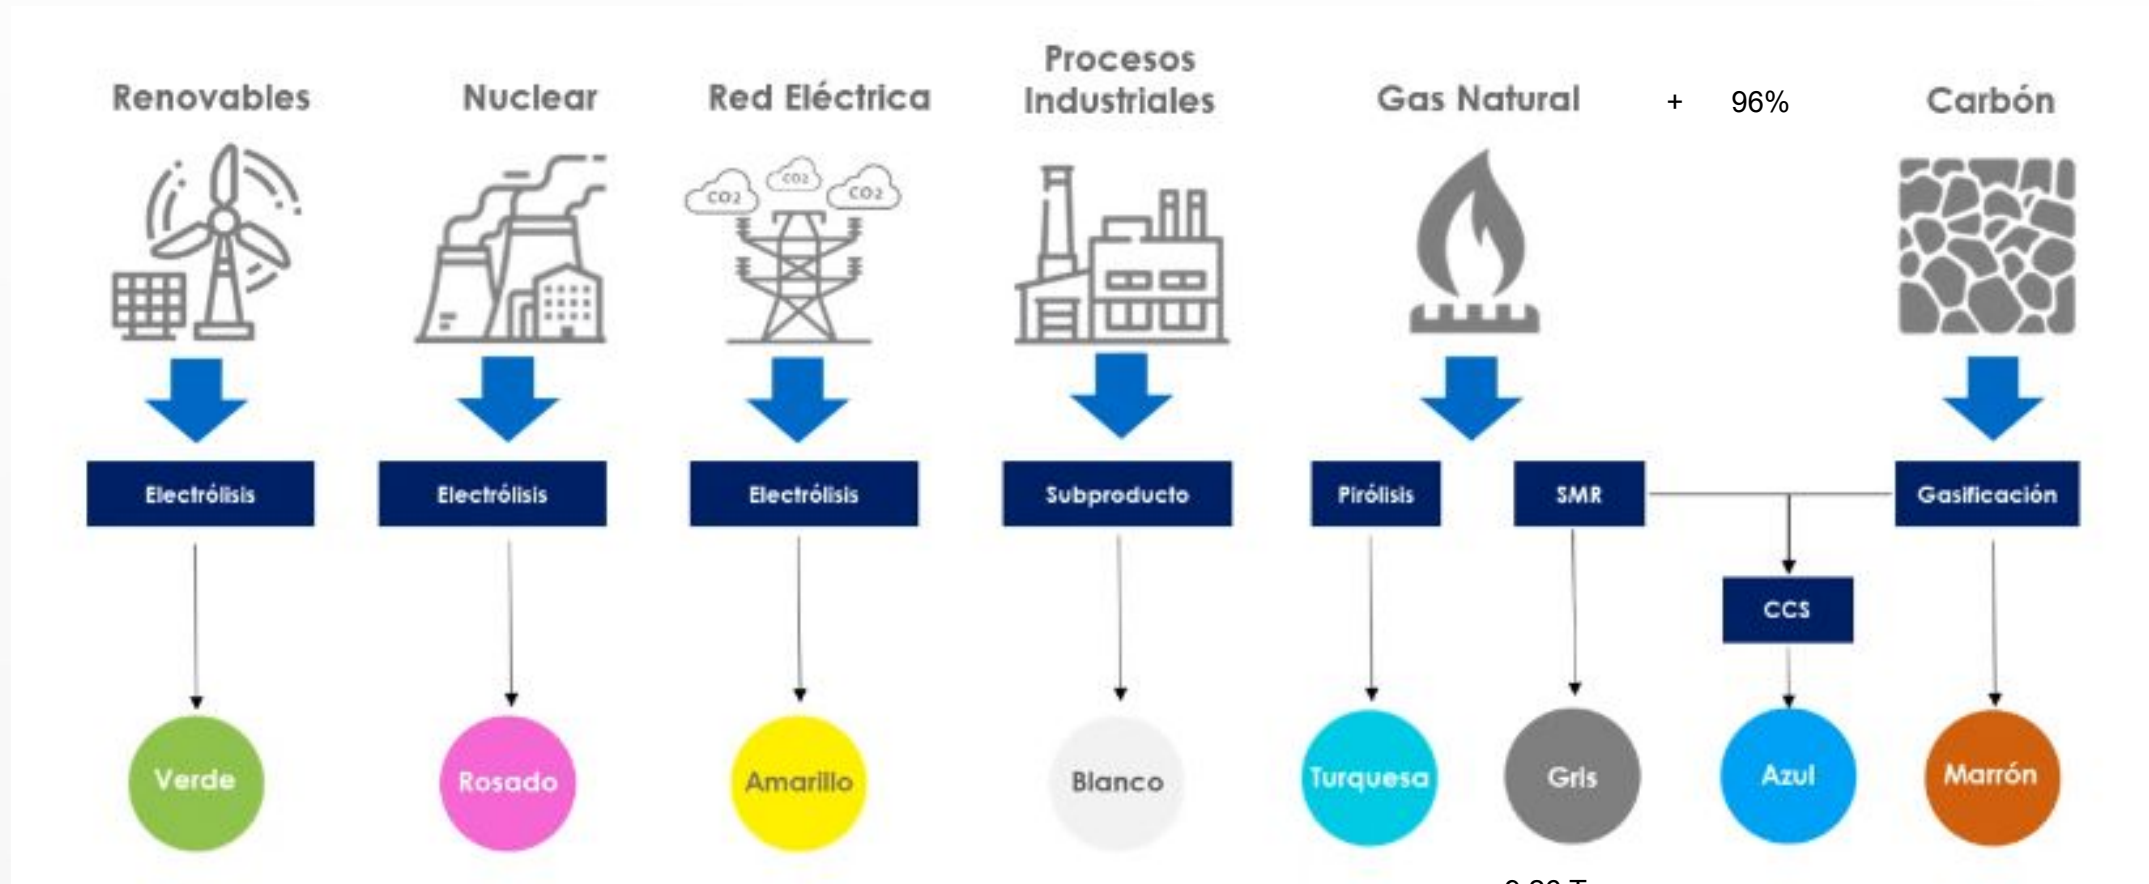 Renovables
Nuclear
Red Eléctrica
Procesos
Industriales
Gas Natural
+ 96%
Carbón
CO2
CO2
CO2
Electrólisis
Electrólisis
Electrólisis
Subproducto
Pirólisis
SMR
Gasificación
CCS
Verde
Rosado
Amarillo
Blanco
Turquesa
Gris
Azul
Marrón